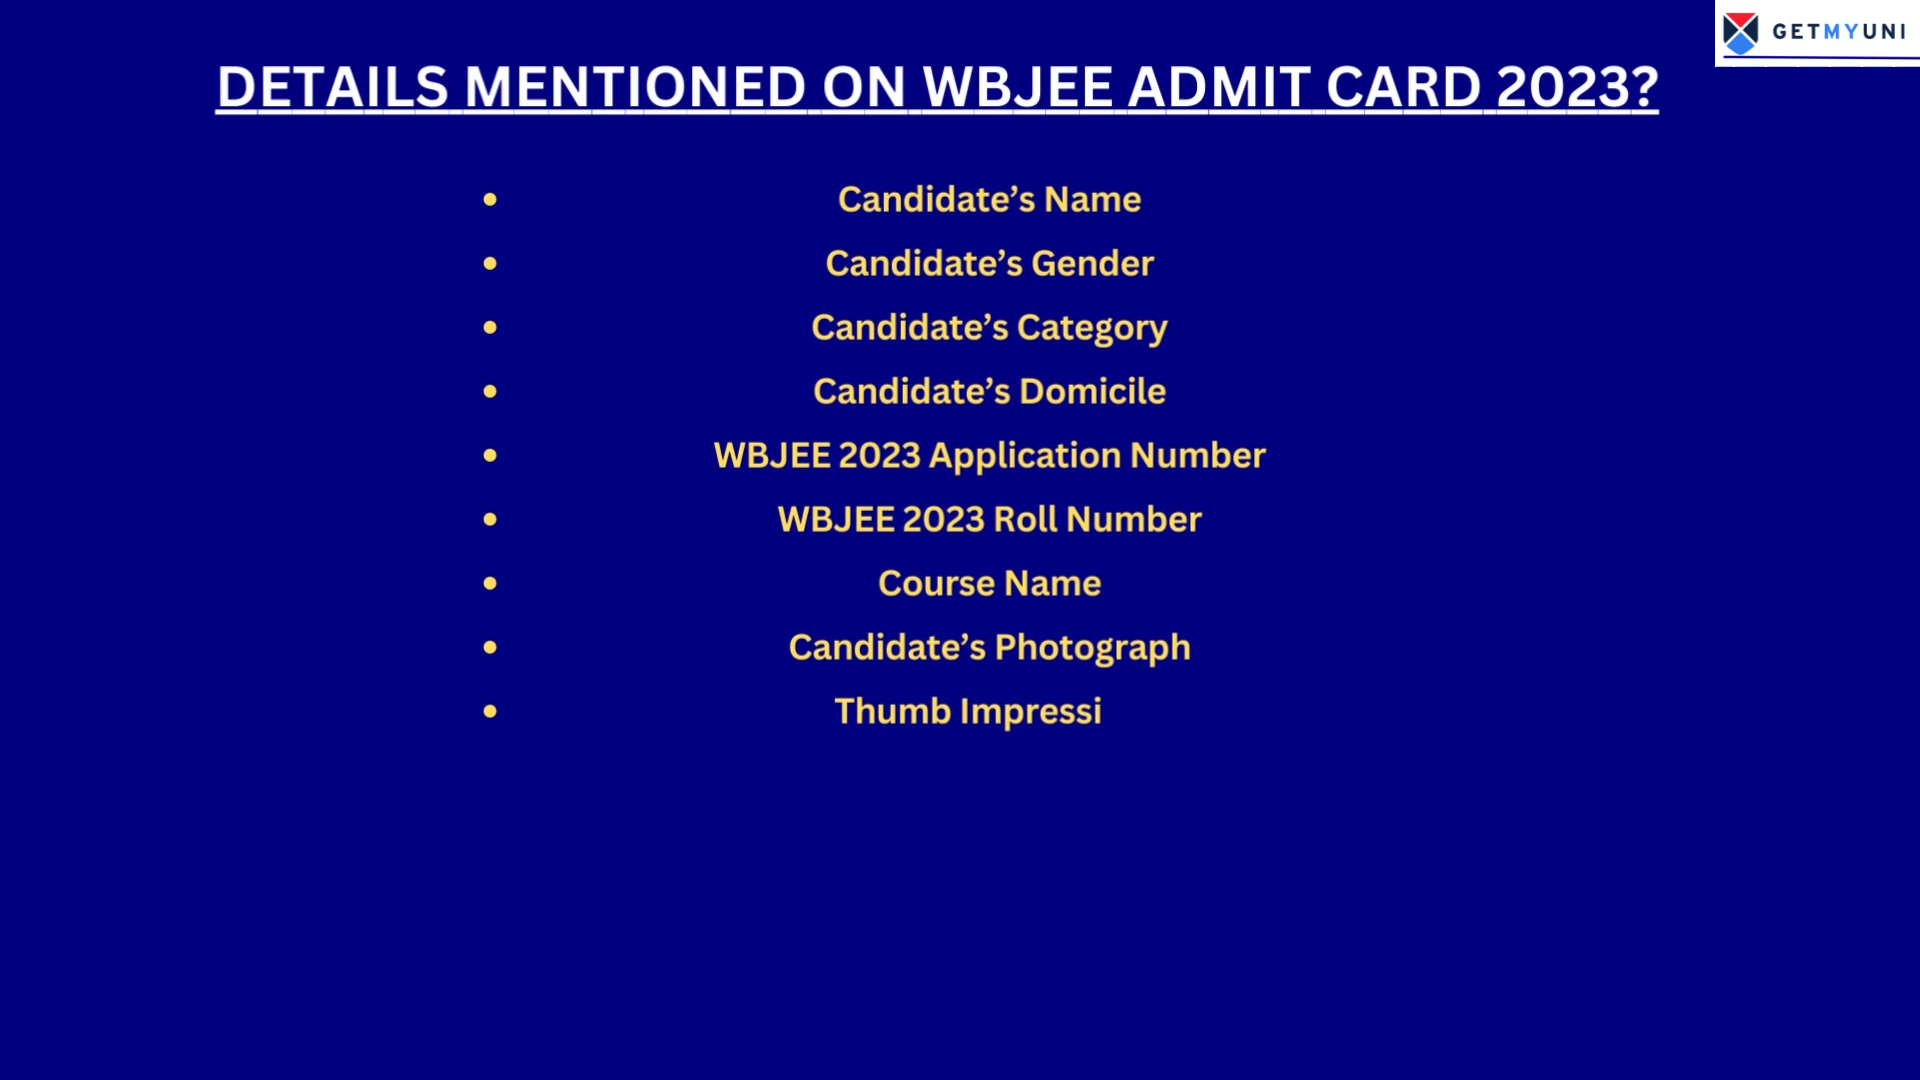 GETMYUNI
DETAILS MENTIONED ON WBJEE ADMIT CARD 2023?
• Candidate’s Name
• Candidate’s Gender
• Candidate’s Category
• Candidate’s Domicile
• WBJEE 2023 Application Number
• WBJEE 2023 Roll Number
• Course Name
• Candidate’s Photograph
• Thumb Impressi